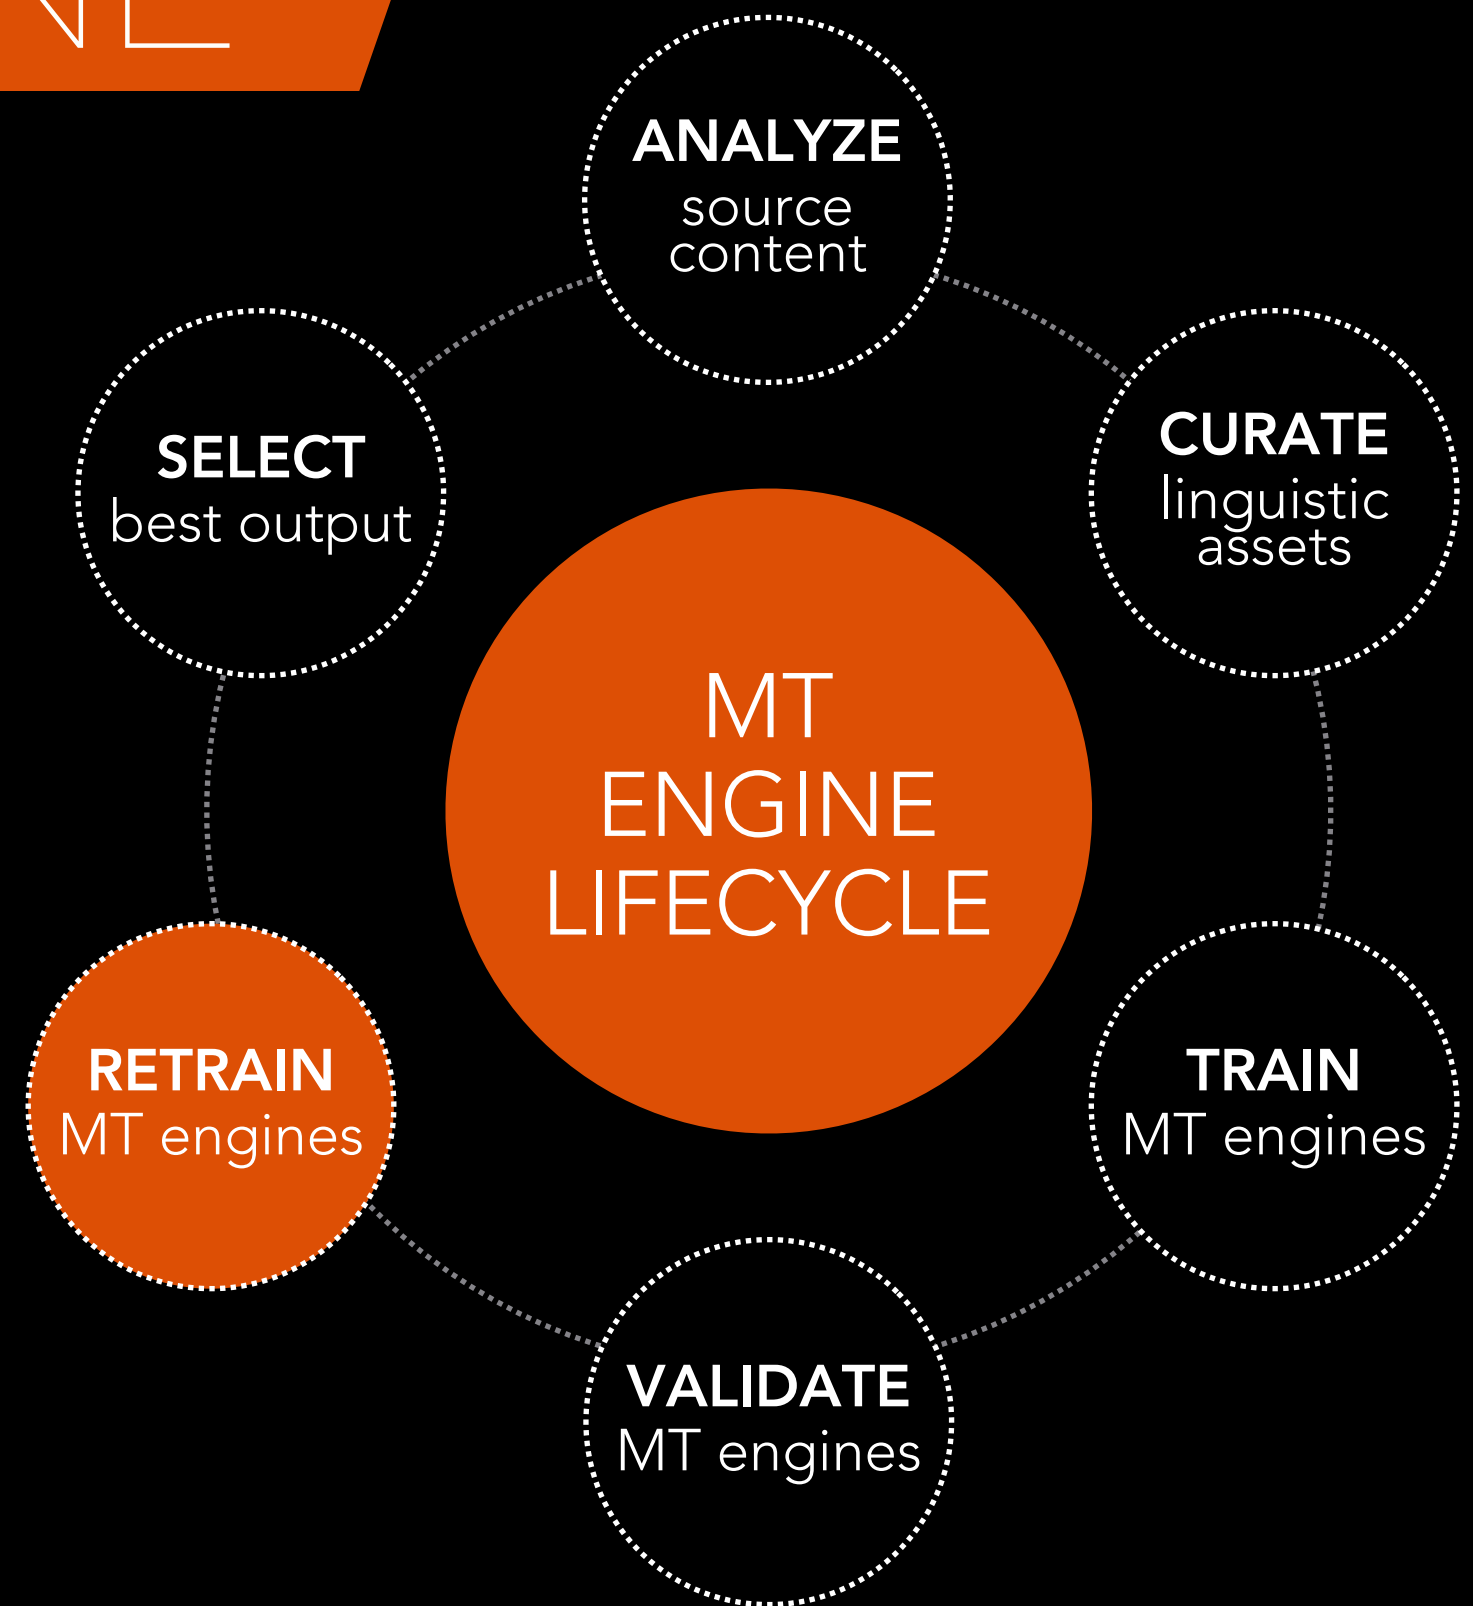 ANALYZE
source
content
CURATE
linguistic
assets
TRAIN
MT engines
VALIDATE
MT engines
RETRAIN
MT engines
SELECT
best output
MT
ENGINE
LIFECYCLE